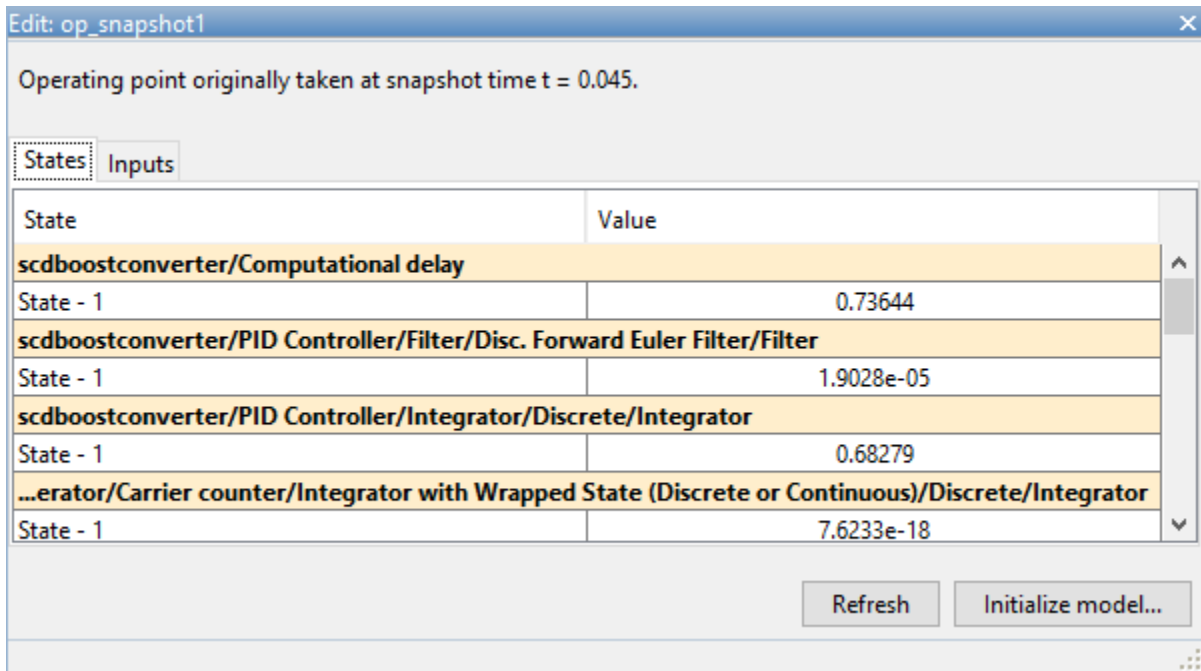 Edit: op_snapshot1
Operating point originally taken at snapshot time t = 0.045.
States Inputs
State Value
scdboostconverter/Computational delay
State - 1 0.73644
scdboostconverter/PID Controller/Filter/Disc. Forward Euler Filter/Filter
State - 1 1.9028e-05
scdboostconverter/PID Controller/Integrator/Discrete/Integrator
State - 1 0.68279
...erator/Carrier counter/Integrator with Wrapped State (Discrete or Continuous)/Discrete/Integrator
State - 1 7.6233e-18
Refresh Initialize model...